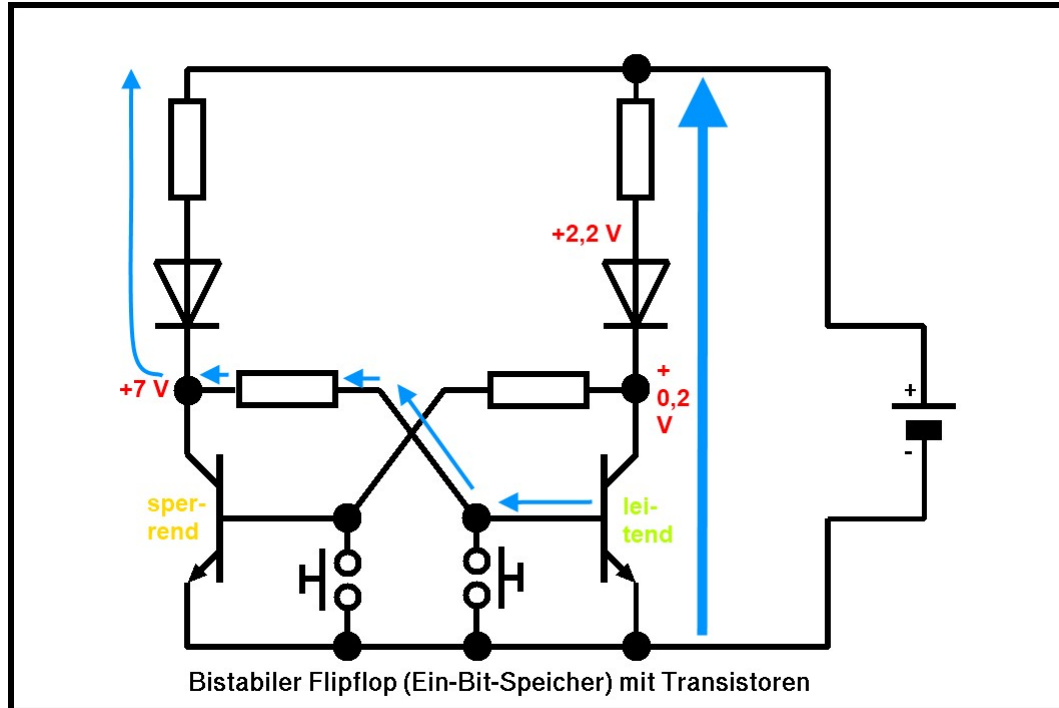 +2,2 V
+7 V
+
0,2
V
+
-
sper-
rend
lei-
tend
Bistabiler Flipflop (Ein-Bit-Speicher) mit Transistoren